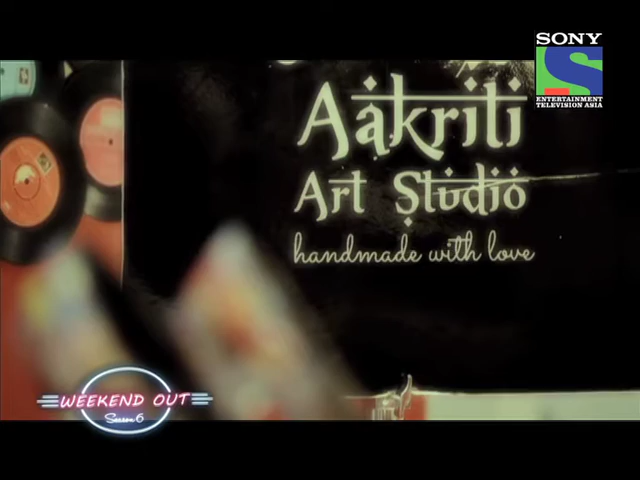 SONY
ENTERTAINMENT
TELEVISION ASIA
Aakriti
Art Studio
handmade with love
WEEKEND OUT
Season 6